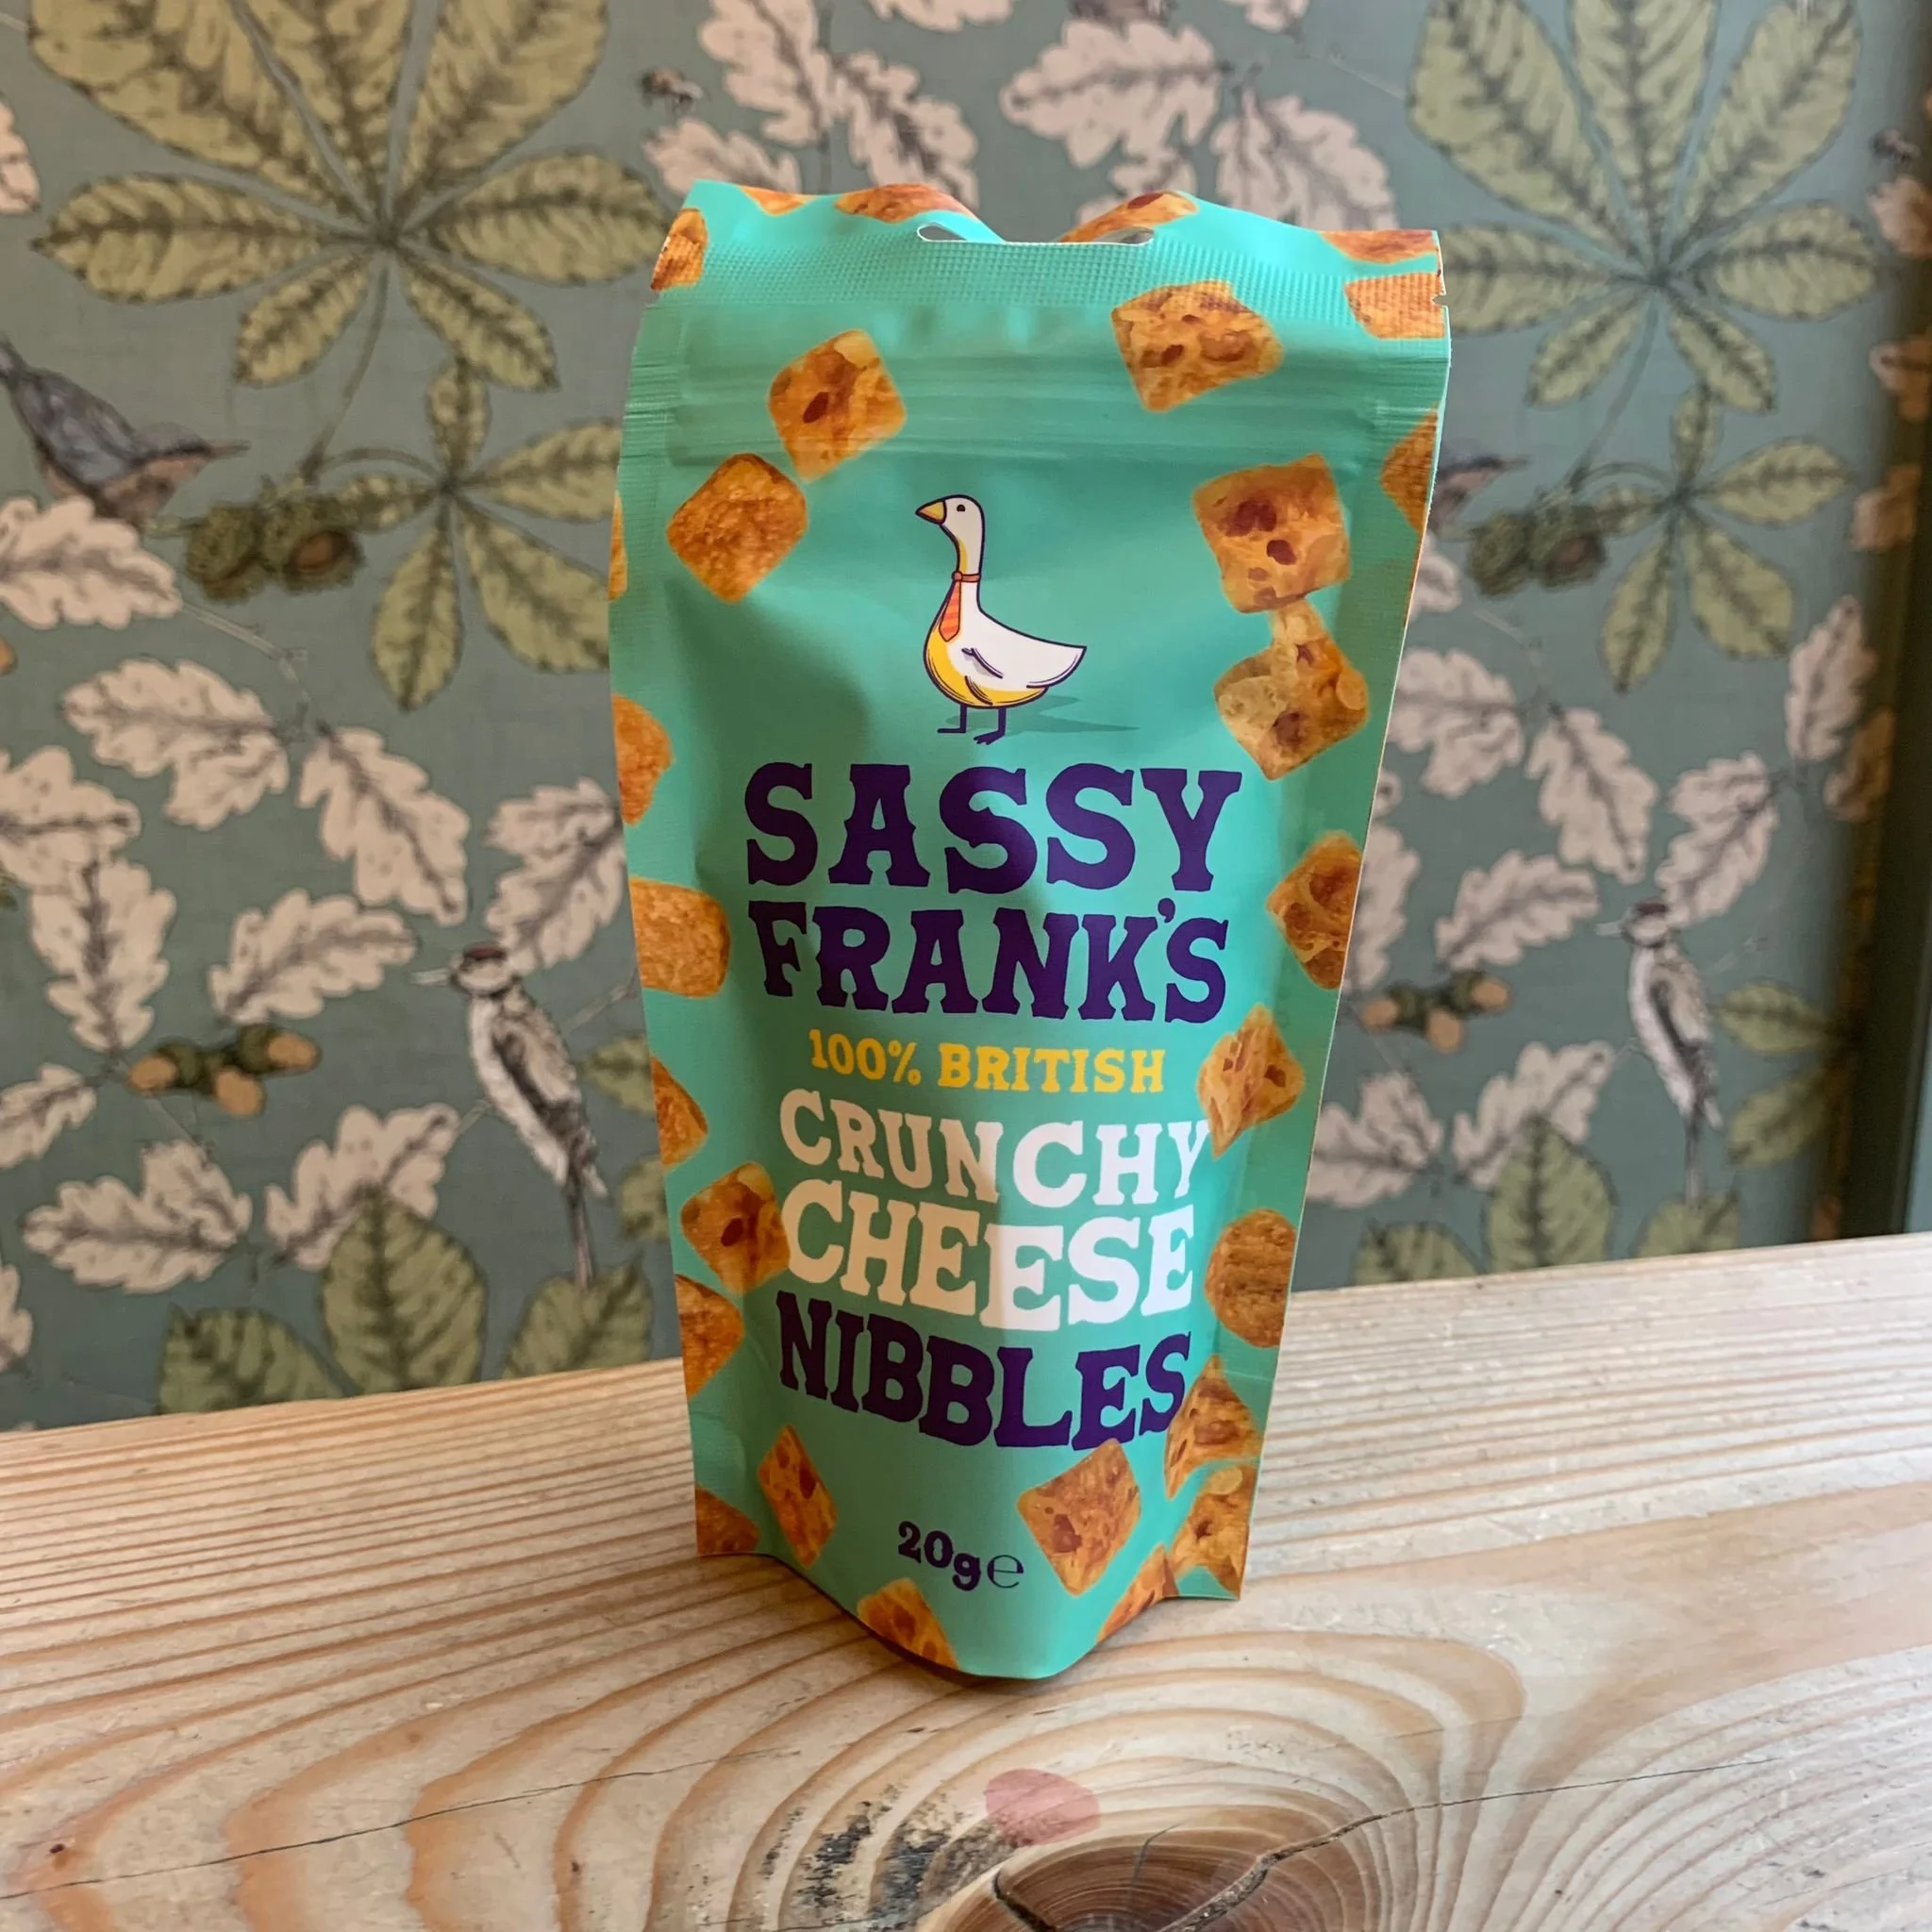 SASSY
FRANK'S
100% BRITISH
CRUNCHY
CHEESE
NIBBLES
20g℮